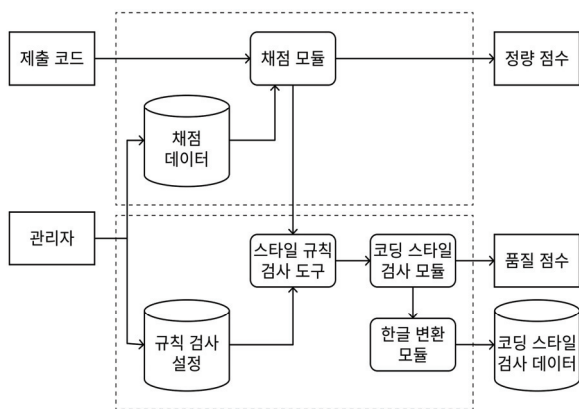 제출 코드
채점 모듈
정량 점수
채점
데이터
관리자
스타일 규칙
검사 도구
코딩 스타일
검사 모듈
품질 점수
규칙 검사
설정
한글 변환
모듈
코딩 스타일
검사 데이터